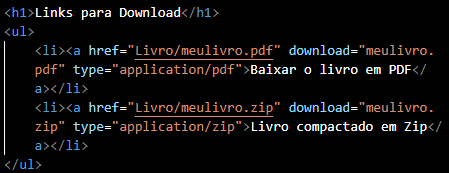 <h1>Links para Download</h1>
<ul>
<li><a href="Livro/meulivro.pdf" download="meulivro.
pdf" type="application/pdf">Baixar o livro em PDF</
a></li>
<li><a href="Livro/meulivro.zip" download="meulivro.
zip" type="application/zip">Livro compactado em Zip</
a></li>
</ul>